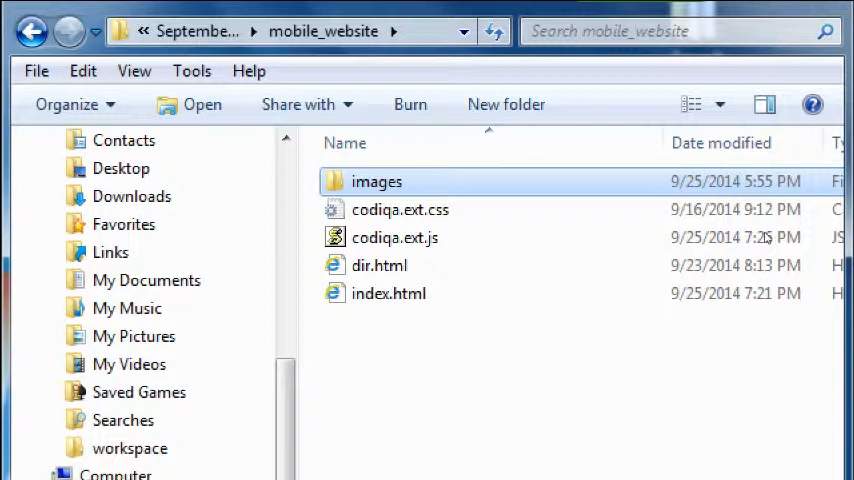 « Septembe... mobile_website Search mobile_website
File Edit View Tools Help
Organize Open Share with Burn New folder
Contacts
Desktop
Downloads
Favorites
Links
My Documents
My Music
My Pictures
My Videos
Saved Games
Searches
workspace
Computer
Name Date modified Ty
images 9/25/2014 5:55 PM Fi
codiqa.ext.css 9/16/2014 9:12 PM C
codiqa.ext.js 9/25/2014 PM JS
dir.html 9/23/2014 8:13 PM H
index.html 9/25/2014 7:21 PM H